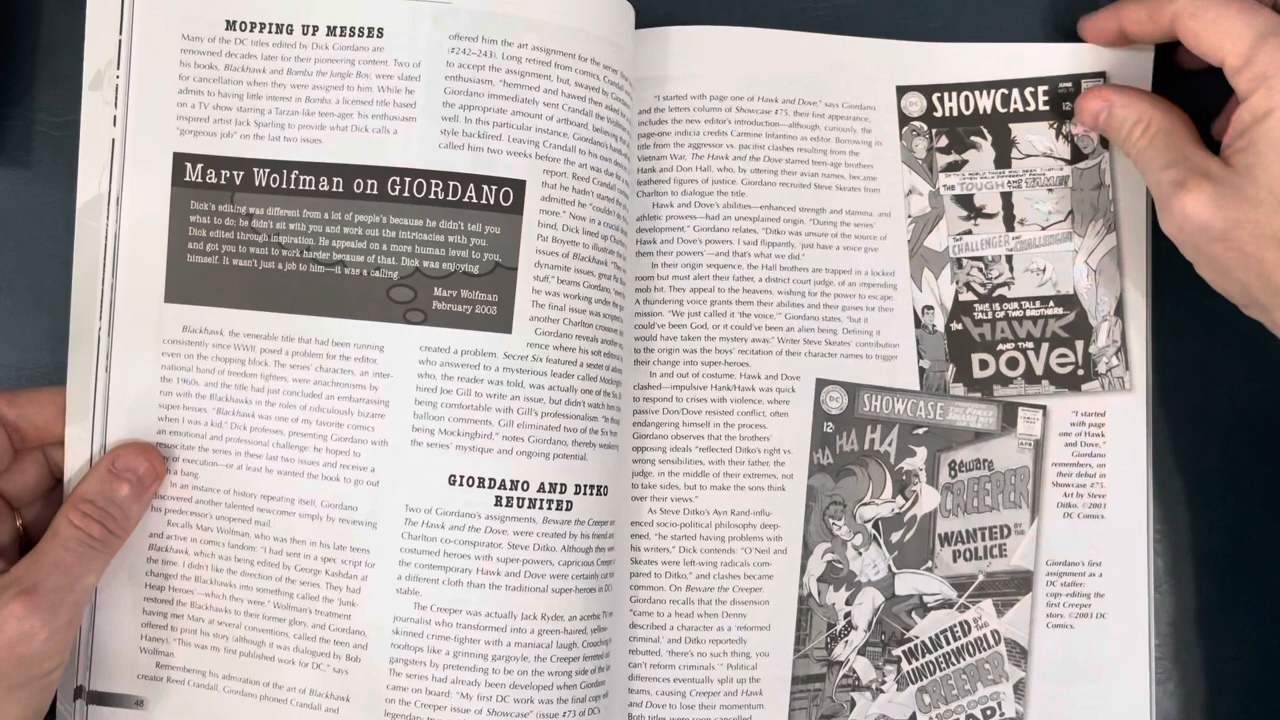 MOPPING UP MESSES
Many of the DC titles edited by Dick Giordano are
renowned decades later for their pioneering content. Two of
his books, Blackhawk and Bomba the Jungle Boy, were slated
for cancellation when they were assigned to him. While he
admits to having little interest in Bomba, a licensed title based
on a TV show starring a Tarzan-like teen-ager, his enthusiasm
inspired artist Jack Sparling to provide what Dick calls a
"gorgeous job" on the last two issues.
Marv Wolfman on GIORDANO
Dick's editing was different from a lot of people's because he didn't tell you
what to do; he didn't sit with you and work out the intricacies with you.
Dick edited through inspiration. He appealed on a more human level to you,
and got you to want to work harder because of that. Dick was enjoying
himself. It wasn't just a job to him—it was a calling.
Marv Wolfman
February 2003
Blackhawk, the venerable title that had been running
consistently since WWII, posed a problem for the editor,
even on the chopping block. The series' characters, an inter-
national band of freedom fighters, were anachronisms by
the 1960s, and the title had just concluded an embarrassing
run with the Blackhawks in the roles of ridiculously bizarre
super-heroes. "Blackhawk was one of my favorite comics
when I was a kid," Dick professes, presenting Giordano with
an emotional and professional challenge: he hoped to
resuscitate the series in these last two issues and receive a
of execution—or at least he wanted the book to go out
a bang.
In an instance of history repeating itself, Giordano
discovered another talented newcomer simply by reviewing
his predecessor's unopened mail.
Recalls Marv Wolfman, who was then in his late teens
and active in comics fandom: "I had sent in a spec script for
Blackhawk, which was being edited by George Kashdan at
the time. I didn't like the direction of the series. They had
changed the Blackhawks into something called the 'Junk-
Heap Heroes'—which they were." Wolfman's treatment
restored the Blackhawks to their former glory, and Giordano,
having met Marv at several conventions, called the teen and
offered to print his story (although it was dialogued by Bob
Haney). "This was my first published work for DC," says
Wolfman.
Remembering his admiration of the art of Blackhawk
creator Reed Crandall, Giordano phoned Crandall and
48
offered him the art assignment for the series'
(#242–243). Long retired from comics, Crandall
to accept the assignment, but, swayed by
enthusiasm, "hemmed and hawed then
Giordano immediately sent Crandall the
the appropriate amount of artboard,
well. In this particular instance, Giordano's
style backfired. Leaving Crandall to his own
called him two weeks before the art was due
report. Reed Crandall
that he hadn't started the
admitted he "couldn't do
more." Now in a crucial
bind, Dick lined up
Pat Boyette to illustrate the
issues of Blackhawk.
dynamite issues, great Pat
stuff," beams Giordano,
he was working under the
The final issue was scripted
another Charlton crossover
Giordano reveals another
rence where his soft editorial
created a problem. Secret Six featured a sextet of
who answered to a mysterious leader called
who, the reader was told, was actually one of the Six.
hired Joe Gill to write an issue, but didn't watch him
being comfortable with Gill's professionalism.
balloon comments, Gill eliminated two of the Six from
being Mockingbird," notes Giordano, thereby
the series' mystique and ongoing potential.
GIORDANO AND DITKO
REUNITED
Two of Giordano's assignments, Beware the Creeper
The Hawk and the Dove, were created by his friend
Charlton co-conspirator, Steve Ditko. Although they
costumed heroes with super-powers, capricious
the contemporary Hawk and Dove were certainly cut
a different cloth than the traditional super-heroes in
stable.
The Creeper was actually Jack Ryder, an acerbic TV
journalist who transformed into a green-haired, yellow-
skinned crime-fighter with a maniacal laugh. Crouching
rooftops like a grinning gargoyle, the Creeper ferreted
gangsters by pretending to be on the wrong side of the
The series had already been developed when Giordano
came on board: "My first DC work was the final copy
on the Creeper issue of Showcase" (issue #73 of DC's
"I started with page one of Hawk and Dove," says Giordano
and the letters column of Showcase #75, their first appearance,
includes the new editor's introduction—although, curiously, the
page-one indicia credits Carmine Infantino as editor. Borrowing its
title from the aggressor vs. pacifist clashes resulting from the
Vietnam War, The Hawk and the Dove starred teen-age brothers
Hank and Don Hall, who, by uttering their avian names, became
feathered figures of justice. Giordano recruited Steve Skeates from
Charlton to dialogue the title.
Hawk and Dove's abilities—enhanced strength and stamina, and
athletic prowess—had an unexplained origin. "During the series'
development," Giordano relates, "Ditko was unsure of the source of
Hawk and Dove's powers. I said flippantly, 'just have a voice give
them their powers'—and that's what we did."
In their origin sequence, the Hall brothers are trapped in a locked
room but must alert their father, a district court judge, of an impending
mob hit. They appeal to the heavens, wishing for the power to escape.
A thundering voice grants them their abilities and their guises for their
mission. "We just called it 'the voice,'" Giordano states, "but it
could've been God, or it could've been an alien being. Defining it
would have taken the mystery away." Writer Steve Skeates' contribution
to the origin was the boys' recitation of their character names to trigger
their change into super-heroes.
In and out of costume, Hawk and Dove
clashed—impulsive Hank/Hawk was quick
to respond to crises with violence, where
passive Don/Dove resisted conflict, often
endangering himself in the process.
Giordano observes that the brothers'
opposing ideals "reflected Ditko's right vs.
wrong sensibilities, with their father, the
judge, in the middle of their extremes, not
to take sides, but to make the sons think
over their views."
As Steve Ditko's Ayn Rand-influ-
enced socio-political philosophy deep-
ened, "he started having problems with
his writers," Dick contends: "O'Neil and
Skeates were left-wing radicals com-
pared to Ditko," and clashes became
common. On Beware the Creeper,
Giordano recalls that the dissension
"came to a head when Denny
described a character as a 'reformed
criminal,' and Ditko reportedly
rebutted, 'there's no such thing, you
can't reform criminals.'" Political
differences eventually split up the
teams, causing Creeper and Hawk
and Dove to lose their momentum.
Both titles were soon cancelled
DC
SHOWCASE
JUNE
NO. 75
12¢
THE TOUGH AND THE TAME!
THE CHALLENGER AND THE CHALLENGED!
THIS IS OUR TALE... A
TALE OF TWO BROTHERS...
THE HAWK
AND THE
DOVE!
DC
SHOWCASE
12¢
APR.
HA HA HA
Beware
CREEPER
WANTED BY THE
POLICE
WANTED BY THE
UNDERWORLD
CREEPER
"I started
with page
one of Hawk
and Dove,"
Giordano
remembers, on
their debut in
Showcase #75.
Art by Steve
Ditko. ©2003
DC Comics.
Giordano's first
assignment as a
DC staffer:
copy-editing the
first Creeper
story. ©2003 DC
Comics.